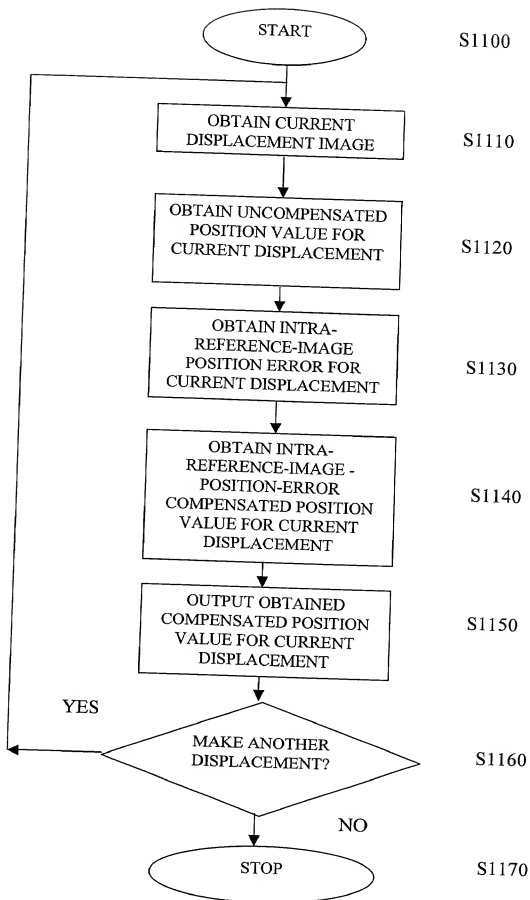 START
S1100
OBTAIN CURRENT
DISPLACEMENT IMAGE
S1110
OBTAIN UNCOMPENSATED
POSITION VALUE FOR
CURRENT DISPLACEMENT
S1120
OBTAIN INTRA-
REFERENCE-IMAGE
POSITION ERROR FOR
CURRENT DISPLACEMENT
S1130
OBTAIN INTRA-
REFERENCE-IMAGE -
POSITION-ERROR
COMPENSATED POSITION
VALUE FOR CURRENT
DISPLACEMENT
S1140
OUTPUT OBTAINED
COMPENSATED POSITION
VALUE FOR CURRENT
DISPLACEMENT
S1150
YES
MAKE ANOTHER
DISPLACEMENT?
S1160
NO
STOP
S1170